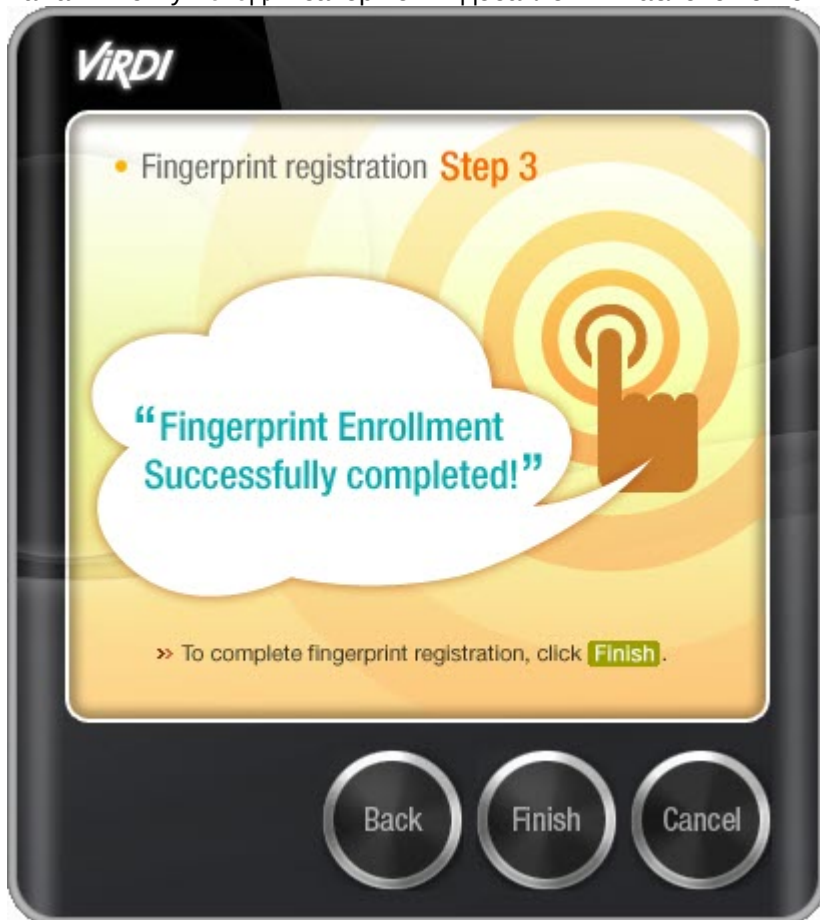 ViRDI
• Fingerprint registration Step 3
“Fingerprint Enrollment
Successfully completed!”
» To complete fingerprint registration, click Finish.
Back Finish Cancel